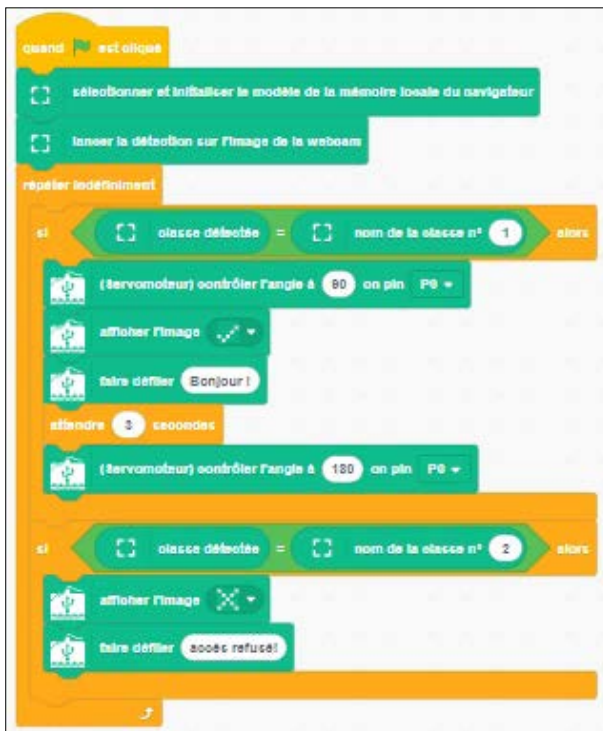 quand est cliqué
sélectionner et initialiser le modèle de la mémoire locale du navigateur
lancer la détection sur l'image de la webcam
répéter indéfiniment
si classe détectée = nom de la classe n° 1 alors
(Servomoteur) contrôler l'angle à 90 on pin P0
afficher l'image
faire défiler Bonjour !
attendre 3 secondes
(Servomoteur) contrôler l'angle à 180 on pin P0
si classe détectée = nom de la classe n° 2 alors
afficher l'image
faire défiler accès refusé!